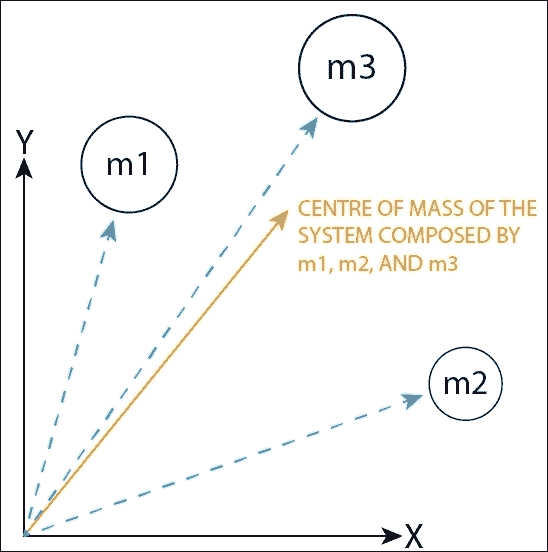 m3
Y
m1
CENTRE OF MASS OF THE
SYSTEM COMPOSED BY
m1, m2, AND m3
m2
X